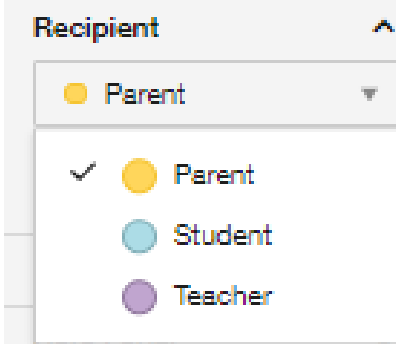 Recipient
Parent
Parent
Student
Teacher